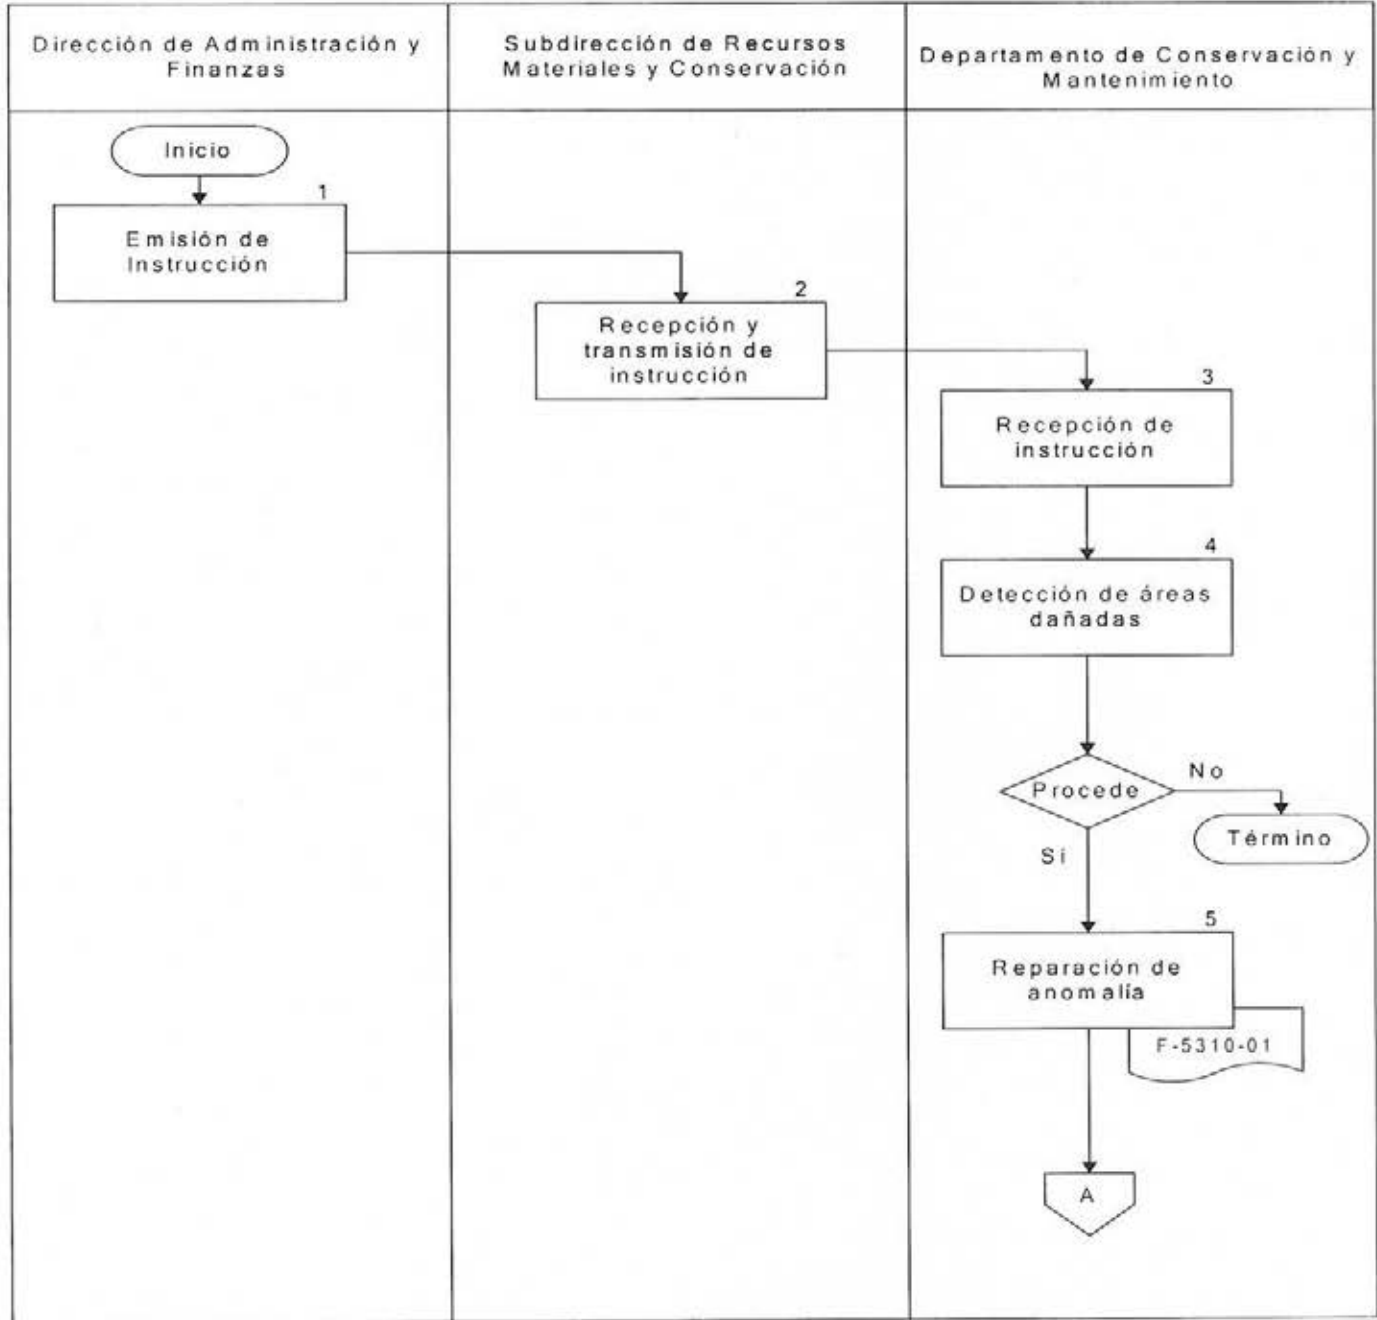 Dirección de Administración y
Finanzas
Subdirección de Recursos
Materiales y Conservación
Departamento de Conservación y
Mantenimiento
Inicio
1
Emisión de
Instrucción
2
Recepción y
transmisión de
instrucción
3
Recepción de
instrucción
4
Detección de áreas
dañadas
Procede
No
Término
Si
5
Reparación de
anomalía
F-5310-01
A